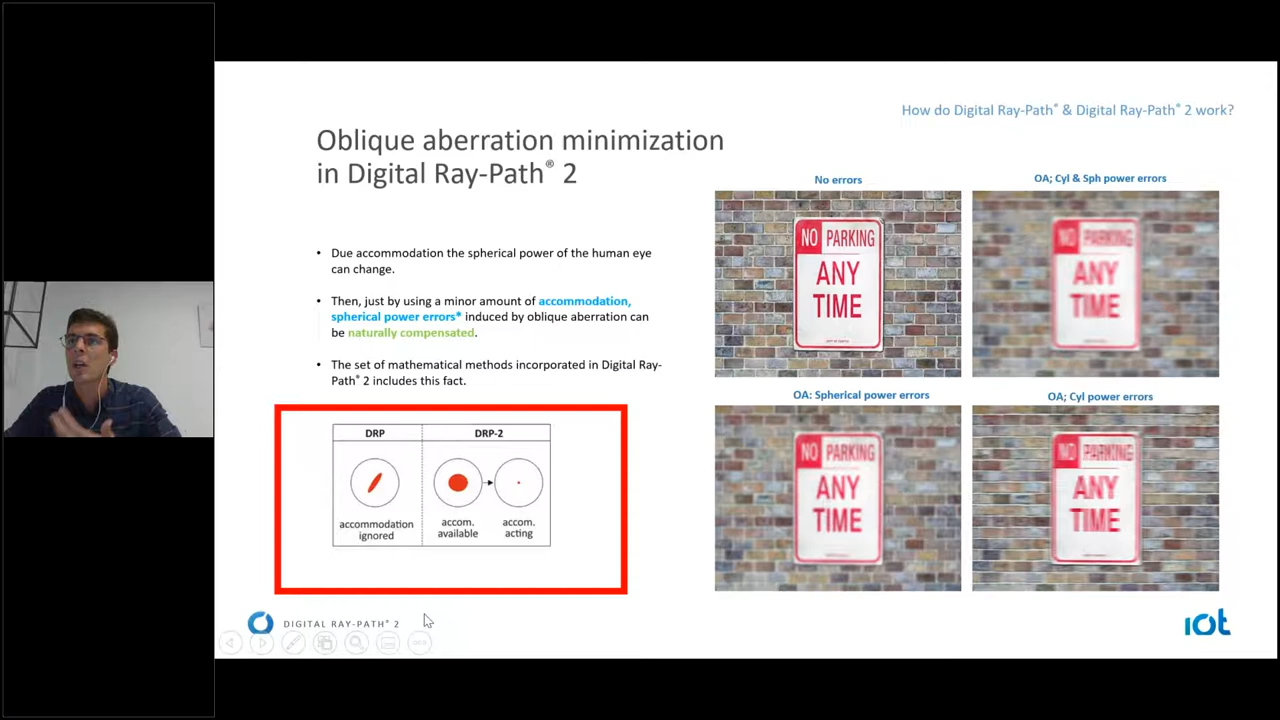 How do Digital Ray-Path® & Digital Ray-Path® 2 work?
Oblique aberration minimization
in Digital Ray-Path® 2
• Due accommodation the spherical power of the human eye
can change.
• Then, just by using a minor amount of accommodation,
spherical power errors* induced by oblique aberration can
be naturally compensated.
• The set of mathematical methods incorporated in Digital Ray-
Path® 2 includes this fact.
DRP
DRP-2
accommodation
ignored
accom.
available
accom.
acting
No errors
NO PARKING
ANY
TIME
OA; Cyl & Sph power errors
NO PARKING
ANY
TIME
OA: Spherical power errors
NO PARKING
ANY
TIME
OA; Cyl power errors
NO PARKING
ANY
TIME
DIGITAL RAY-PATH® 2
IOT